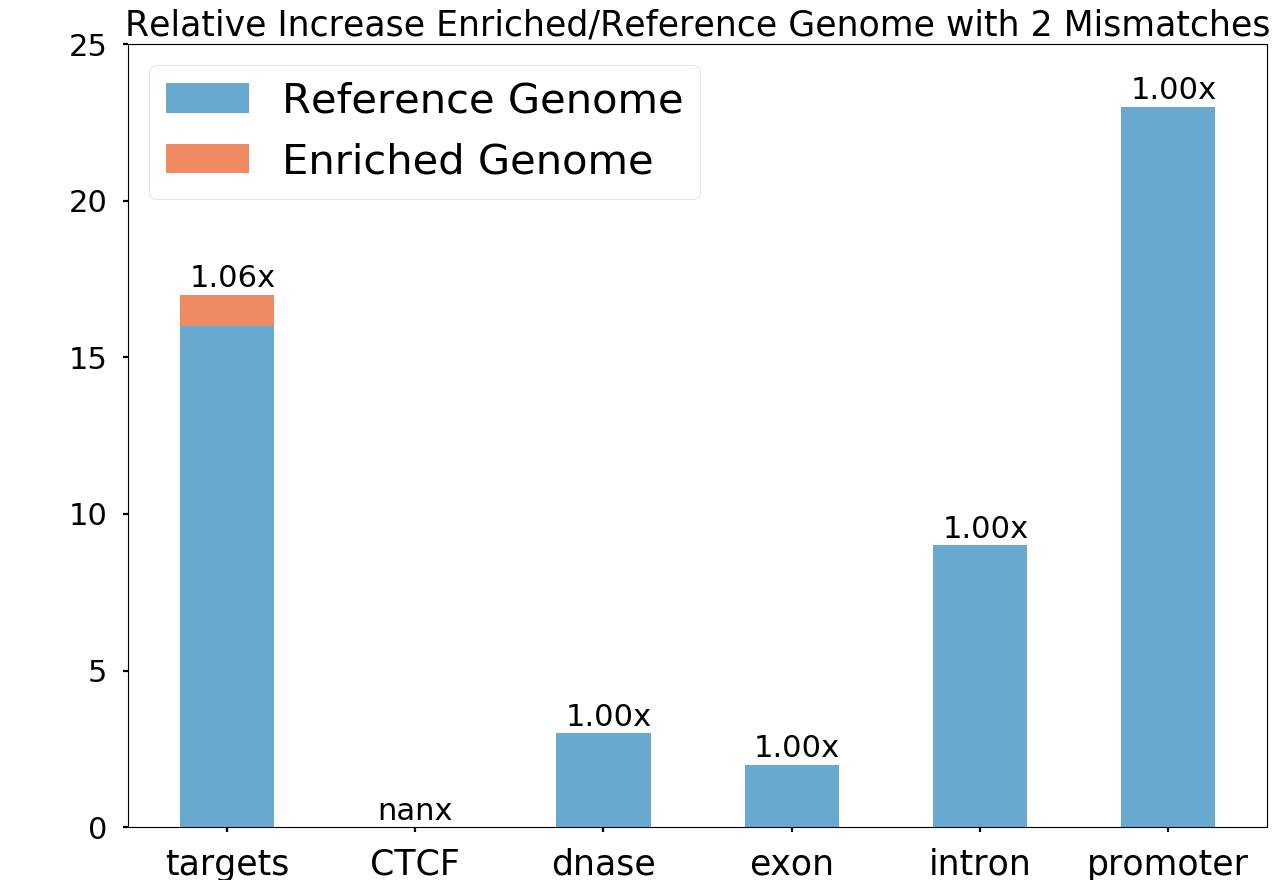 Relative Increase Enriched/Reference Genome with 2 Mismatches
25
20
15
10
5
0
Reference Genome
Enriched Genome
1.06x
nanx
1.00x
1.00x
1.00x
1.00x
targets
CTCF
dnase
exon
intron
promoter